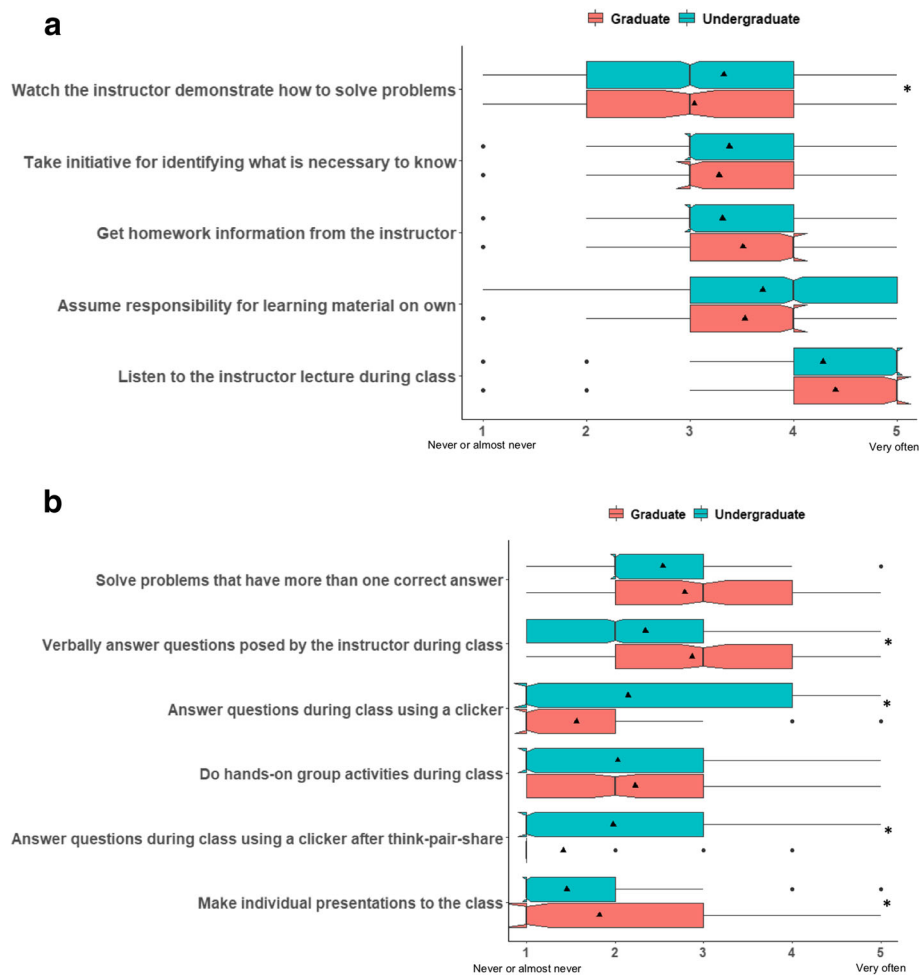 a
Graduate Undergraduate
Watch the instructor demonstrate how to solve problems *
Take initiative for identifying what is necessary to know
Get homework information from the instructor
Assume responsibility for learning material on own
Listen to the instructor lecture during class
1 2 3 4 5
Never or almost never Very often
b
Graduate Undergraduate
Solve problems that have more than one correct answer
Verbally answer questions posed by the instructor during class *
Answer questions during class using a clicker *
Do hands-on group activities during class
Answer questions during class using a clicker after think-pair-share *
Make individual presentations to the class *
1 2 3 4 5
Never or almost never Very often